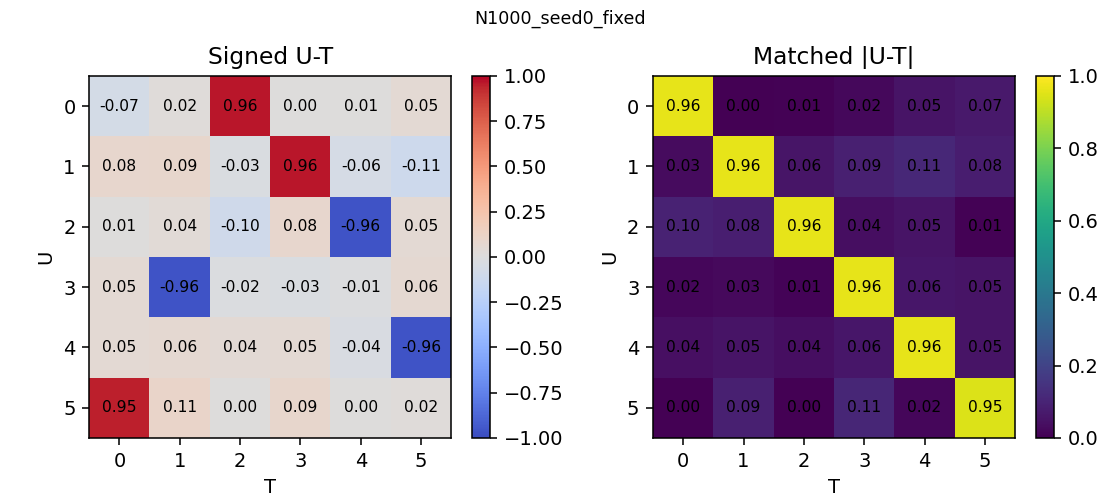 N1000_seed0_fixed
Signed U-T
Matched |U-T|
0 -0.07 0.02 0.96 0.00 0.01 0.05
1 0.08 0.09 -0.03 0.96 -0.06 -0.11
2 0.01 0.04 -0.10 0.08 -0.96 0.05
3 0.05 -0.96 -0.02 -0.03 -0.01 0.06
4 0.05 0.06 0.04 0.05 -0.04 -0.96
5 0.95 0.11 0.00 0.09 0.00 0.02
0 1 2 3 4 5
U
T
1.00
0.75
0.50
0.25
0.00
−0.25
−0.50
−0.75
−1.00
0 0.96 0.00 0.01 0.02 0.05 0.07
1 0.03 0.96 0.06 0.09 0.11 0.08
2 0.10 0.08 0.96 0.04 0.05 0.01
3 0.02 0.03 0.01 0.96 0.06 0.05
4 0.04 0.05 0.04 0.06 0.96 0.05
5 0.00 0.09 0.00 0.11 0.02 0.95
0 1 2 3 4 5
U
T
1.0
0.8
0.6
0.4
0.2
0.0